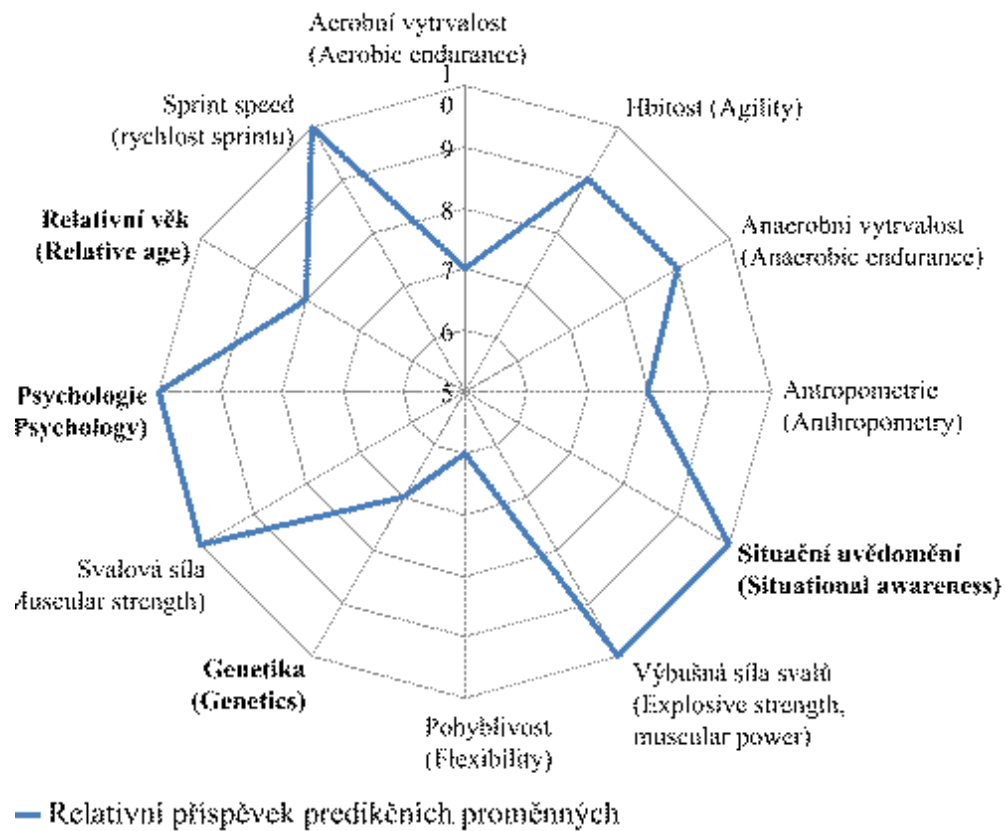 Aerobní vytrvalost
(Aerobic endurance)
1
0
Sprint speed
(rychlost sprintu)
Hbitost (Agility)
9
8
Relativní věk
(Relative age)
Anaerobní vytrvalost
(Anaerobic endurance)
7
6
Psychologie
Psychology)
5
Antropometrie
(Anthropometry)
Situační uvědomění
(Situational awareness)
Svalová síla
Muscular strength)
Genetika
(Genetics)
Výbušná síla svalů
(Explosive strength,
muscular power)
Pohyblivost
(Flexibility)
Relativní příspěvek predikčních proměnných